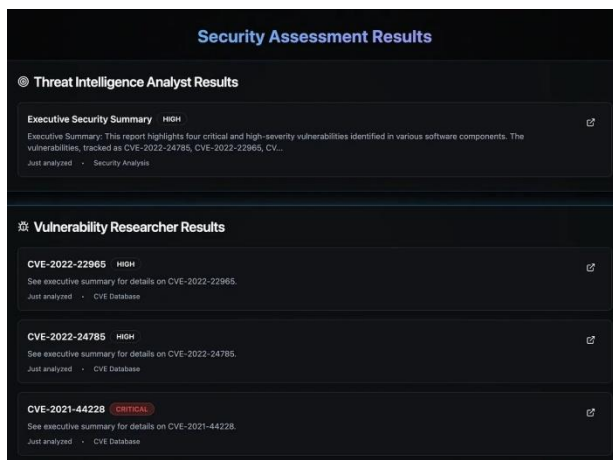 Security Assessment Results
Threat Intelligence Analyst Results
Executive Security Summary HIGH
Executive Summary: This report highlights four critical and high-severity vulnerabilities identified in various software components. The
vulnerabilities, tracked as CVE-2022-24785, CVE-2022-22965, CV...
Just analyzed • Security Analysis
Vulnerability Researcher Results
CVE-2022-22965 HIGH
See executive summary for details on CVE-2022-22965.
Just analyzed • CVE Database
CVE-2022-24785 HIGH
See executive summary for details on CVE-2022-24785.
Just analyzed • CVE Database
CVE-2021-44228 CRITICAL
See executive summary for details on CVE-2021-44228.
Just analyzed • CVE Database